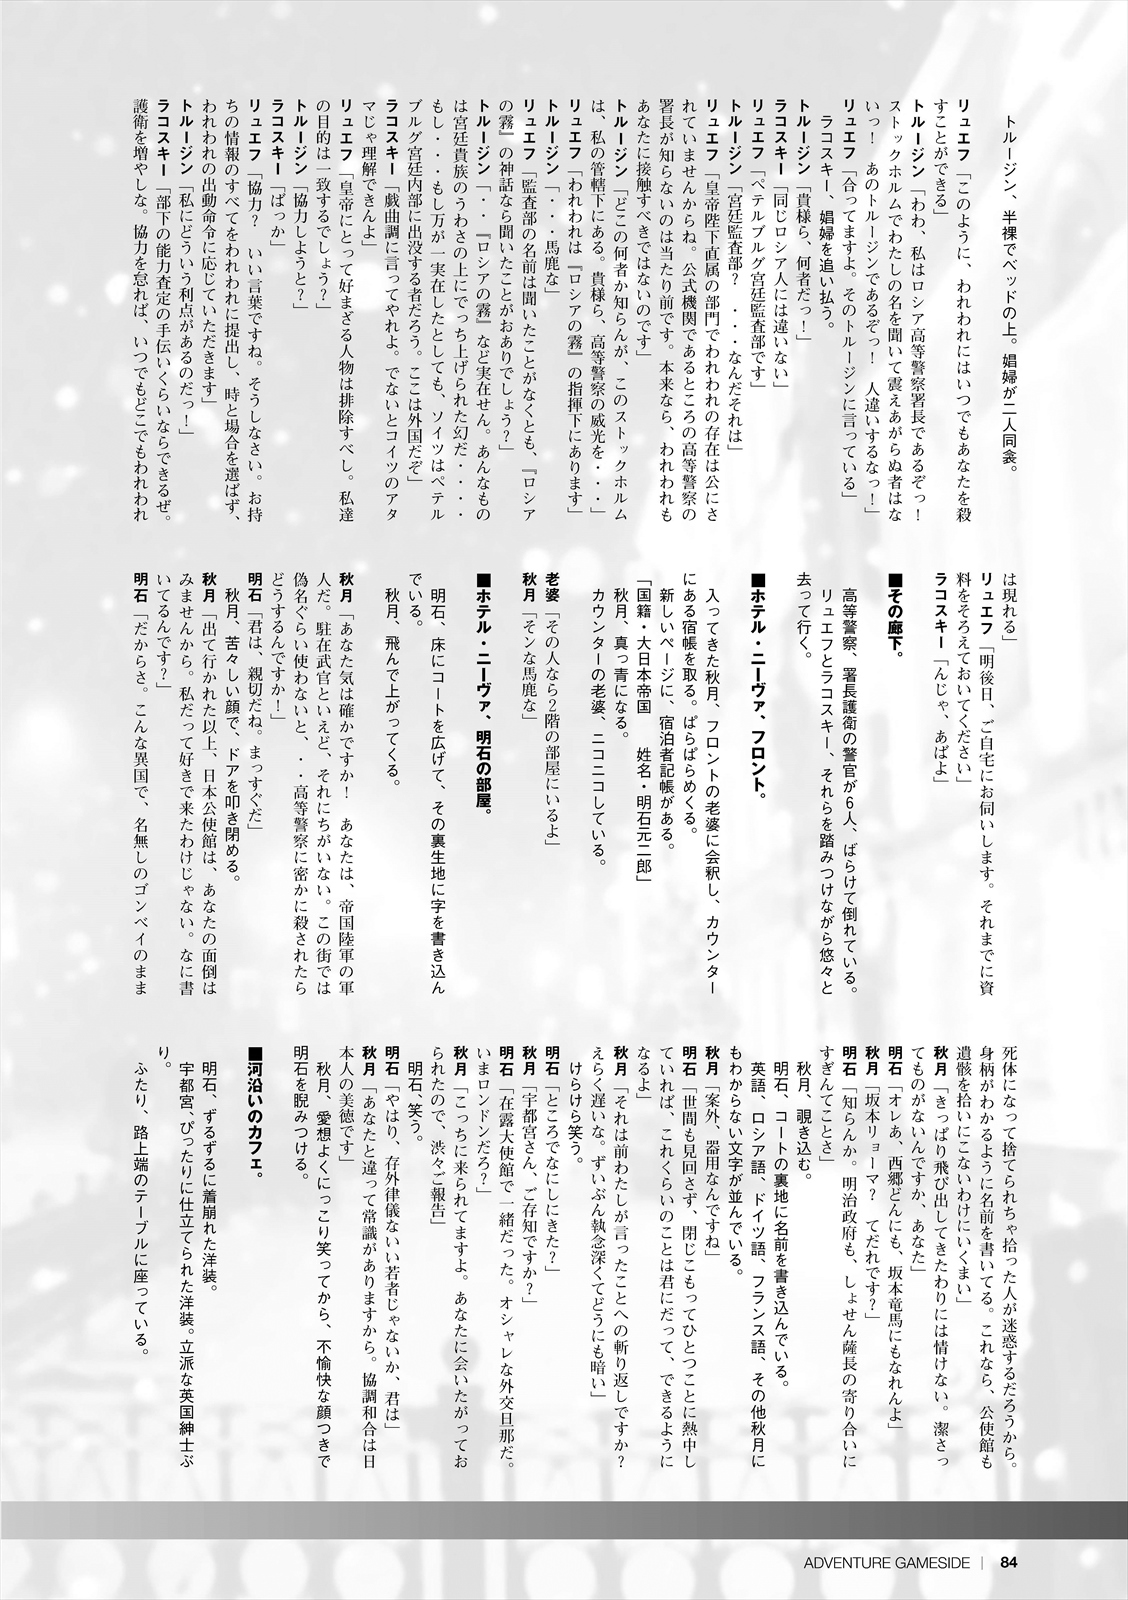 トルージン、半裸でベッドの上。娼婦が二人同衾。
リュエフ「このように、われわれにはいつでもあなたを殺
すことができる」
トルージン「わわ、私はロシア高等警察署長であるぞっ！
ストックホルムでわたしの名を聞いて震えあがらぬ者はな
いっ！　あのトルージンであるぞっ！　人違いするなっ！」
リュエフ「合ってますよ。そのトルージンに言っている」
ラコスキー、娼婦を追い払う。
トルージン「貴様ら、何者だっ！」
ラコスキー「同じロシア人には違いない」
リュエフ「ペテルブルグ宮廷監査部です」
トルージン「宮廷監査部？　・・・なんだそれは」
リュエフ「皇帝陛下直属の部門でわれわれの存在は公にさ
れていませんからね。公式機関であるところの高等警察の
署長が知らないのは当たり前です。本来なら、われわれも
あなたに接触すべきではないのです」
トルージン「どこの何者か知らんが、このストックホルム
は、私の管轄下にある。貴様ら、高等警察の威光を・・・」
リュエフ「われわれは『ロシアの霧』の指揮下にあります」
トルージン「・・・馬鹿な」
リュエフ「監査部の名前は聞いたことがなくとも、『ロシア
の霧』の神話なら聞いたことがおありでしょう？」
トルージン「・・・『ロシアの霧』など実在せん。あんなもの
は宮廷貴族のうわさの上にでっち上げられた幻だ・・・・
もし・・・もし万が一実在したとしても、ソイツはペテル
ブルグ宮廷内部に出没する者だろう。ここは外国だぞ」
ラコスキー「戯曲調に言ってやれよ。でないとコイツのアタ
マじゃ理解できんよ」
リュエフ「皇帝にとって好まざる人物は排除すべし。私達
の目的は一致するでしょう？」
トルージン「協力しようと？」
ラコスキー「ばっか」
リュエフ「協力？　いい言葉ですね。そうしなさい。お持
ちの情報のすべてをわれわれに提出し、時と場合を選ばず、
われわれの出動命令に応じていただきます」
トルージン「私にどういう利点があるのだっ！」
ラコスキー「部下の能力査定の手伝いくらいならできるぜ。
護衛を増やしな。協力を怠れば、いつでもどこでもわれわれ
は現れる」
リュエフ「明後日、ご自宅にお伺いします。それまでに資
料をそろえておいてください」
ラコスキー「んじゃ、あばよ」
■その廊下。
高等警察、署長護衛の警官が6人、ばらけて倒れている。
リュエフとラコスキー、それらを踏みつけながら悠々と
去って行く。
■ホテル・ニーヴァ、フロント。
入ってきた秋月、フロントの老婆に会釈し、カウンター
にある宿帳を取る。ぱらぱらめくる。
新しいページに、宿泊者記帳がある。
「国籍・大日本帝国　　姓名・明石元二郎」
秋月、真っ青になる。
カウンターの老婆、ニコニコしている。
老婆「その人なら2階の部屋にいるよ」
秋月「そンな馬鹿な」
■ホテル・ニーヴァ、明石の部屋。
明石、床にコートを広げて、その裏生地に字を書き込ん
でいる。
秋月、飛んで上がってくる。
秋月「あなた気は確かですか！　あなたは、帝国陸軍の軍
人だ。駐在武官といえど、それにちがいない。この街では
偽名ぐらい使わないと、・・高等警察に密かに殺されたら
どうするんですか！」
明石「君は、親切だね。まっすぐだ」
秋月、苦々しい顔で、ドアを叩き閉める。
秋月「出て行かれた以上、日本公使館は、あなたの面倒は
みませんから。私だって好きで来たわけじゃない。なに書
いてるんです？」
明石「だからさ。こんな異国で、名無しのゴンベイのまま
死体になって捨てられちゃ拾った人が迷惑するだろうから。
身柄がわかるように名前を書いてる。これなら、公使館も
遺骸を拾いにこないわけにいくまい」
秋月「きっぱり飛び出してきたわりには情けない。潔さっ
てものがないんですか、あなた」
明石「オレぁ、西郷どんにも、坂本竜馬にもなれんよ」
秋月「坂本リョーマ？　てだれです？」
明石「知らんか。明治政府も、しょせん薩長の寄り合いに
すぎんてことさ」
秋月、覗き込む。
明石、コートの裏地に名前を書き込んでいる。
英語、ロシア語、ドイツ語、フランス語、その他秋月に
もわからない文字が並んでいる。
秋月「案外、器用なんですね」
明石「世間も見回さず、閉じこもってひとつことに熱中し
ていれば、これくらいのことは君にだって、できるように
なるよ」
秋月「それは前わたしが言ったことへの斬り返しですか？
えらく遅いな。ずいぶん執念深くてどうにも暗い」
けらけら笑う。
明石「ところでなにしにきた？」
秋月「宇都宮さん、ご存知ですか？」
明石「在露大使館で一緒だった。オシャレな外交旦那だ。
いまロンドンだろ？」
秋月「こっちに来られてますよ。あなたに会いたがってお
られたので、渋々ご報告」
明石、笑う。
明石「やはり、存外律儀ないい若者じゃないか、君は」
秋月「あなたと違って常識がありますから。協調和合は日
本人の美徳です」
秋月、愛想よくにっこり笑ってから、不愉快な顔つきで
明石を睨みつける。
■河沿いのカフェ。
明石、ずるずるに着崩れた洋装。
宇都宮、ぴったりに仕立てられた洋装。立派な英国紳士ぶ
り。
ふたり、路上端のテーブルに座っている。
ADVENTURE GAMESIDE | 84